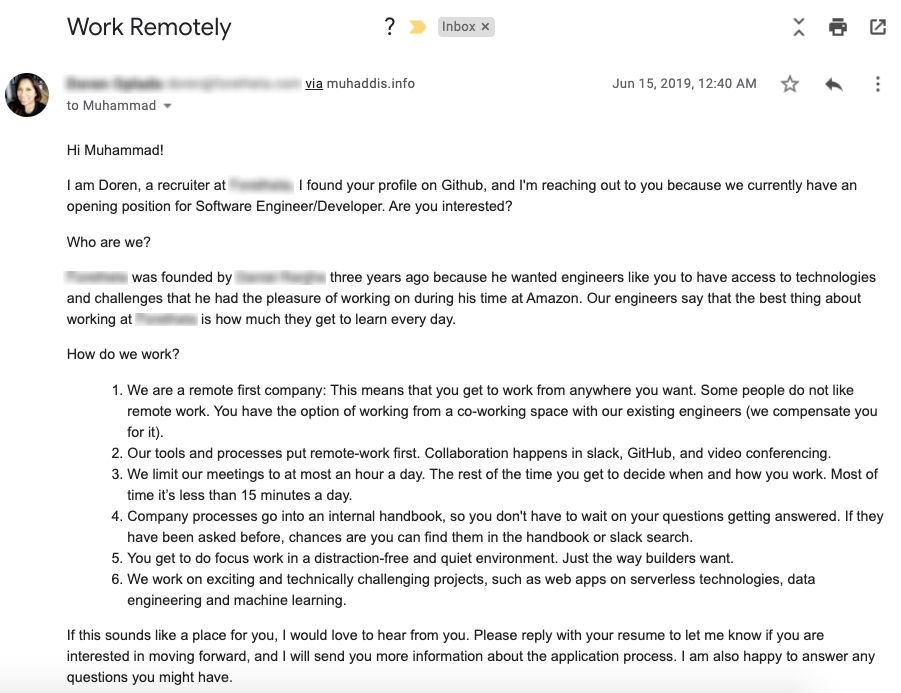 Work Remotely
?
Inbox ×
via muhaddis.info
Jun 15, 2019, 12:40 AM
to Muhammad
Hi Muhammad!
I am Doren, a recruiter at I found your profile on Github, and I'm reaching out to you because we currently have an
opening position for Software Engineer/Developer. Are you interested?
Who are we?
was founded by three years ago because he wanted engineers like you to have access to technologies
and challenges that he had the pleasure of working on during his time at Amazon. Our engineers say that the best thing about
working at is how much they get to learn every day.
How do we work?
1. We are a remote first company: This means that you get to work from anywhere you want. Some people do not like
remote work. You have the option of working from a co-working space with our existing engineers (we compensate you
for it).
2. Our tools and processes put remote-work first. Collaboration happens in slack, GitHub, and video conferencing.
3. We limit our meetings to at most an hour a day. The rest of the time you get to decide when and how you work. Most of
time it's less than 15 minutes a day.
4. Company processes go into an internal handbook, so you don't have to wait on your questions getting answered. If they
have been asked before, chances are you can find them in the handbook or slack search.
5. You get to do focus work in a distraction-free and quiet environment. Just the way builders want.
6. We work on exciting and technically challenging projects, such as web apps on serverless technologies, data
engineering and machine learning.
If this sounds like a place for you, I would love to hear from you. Please reply with your resume to let me know if you are
interested in moving forward, and I will send you more information about the application process. I am also happy to answer any
questions you might have.